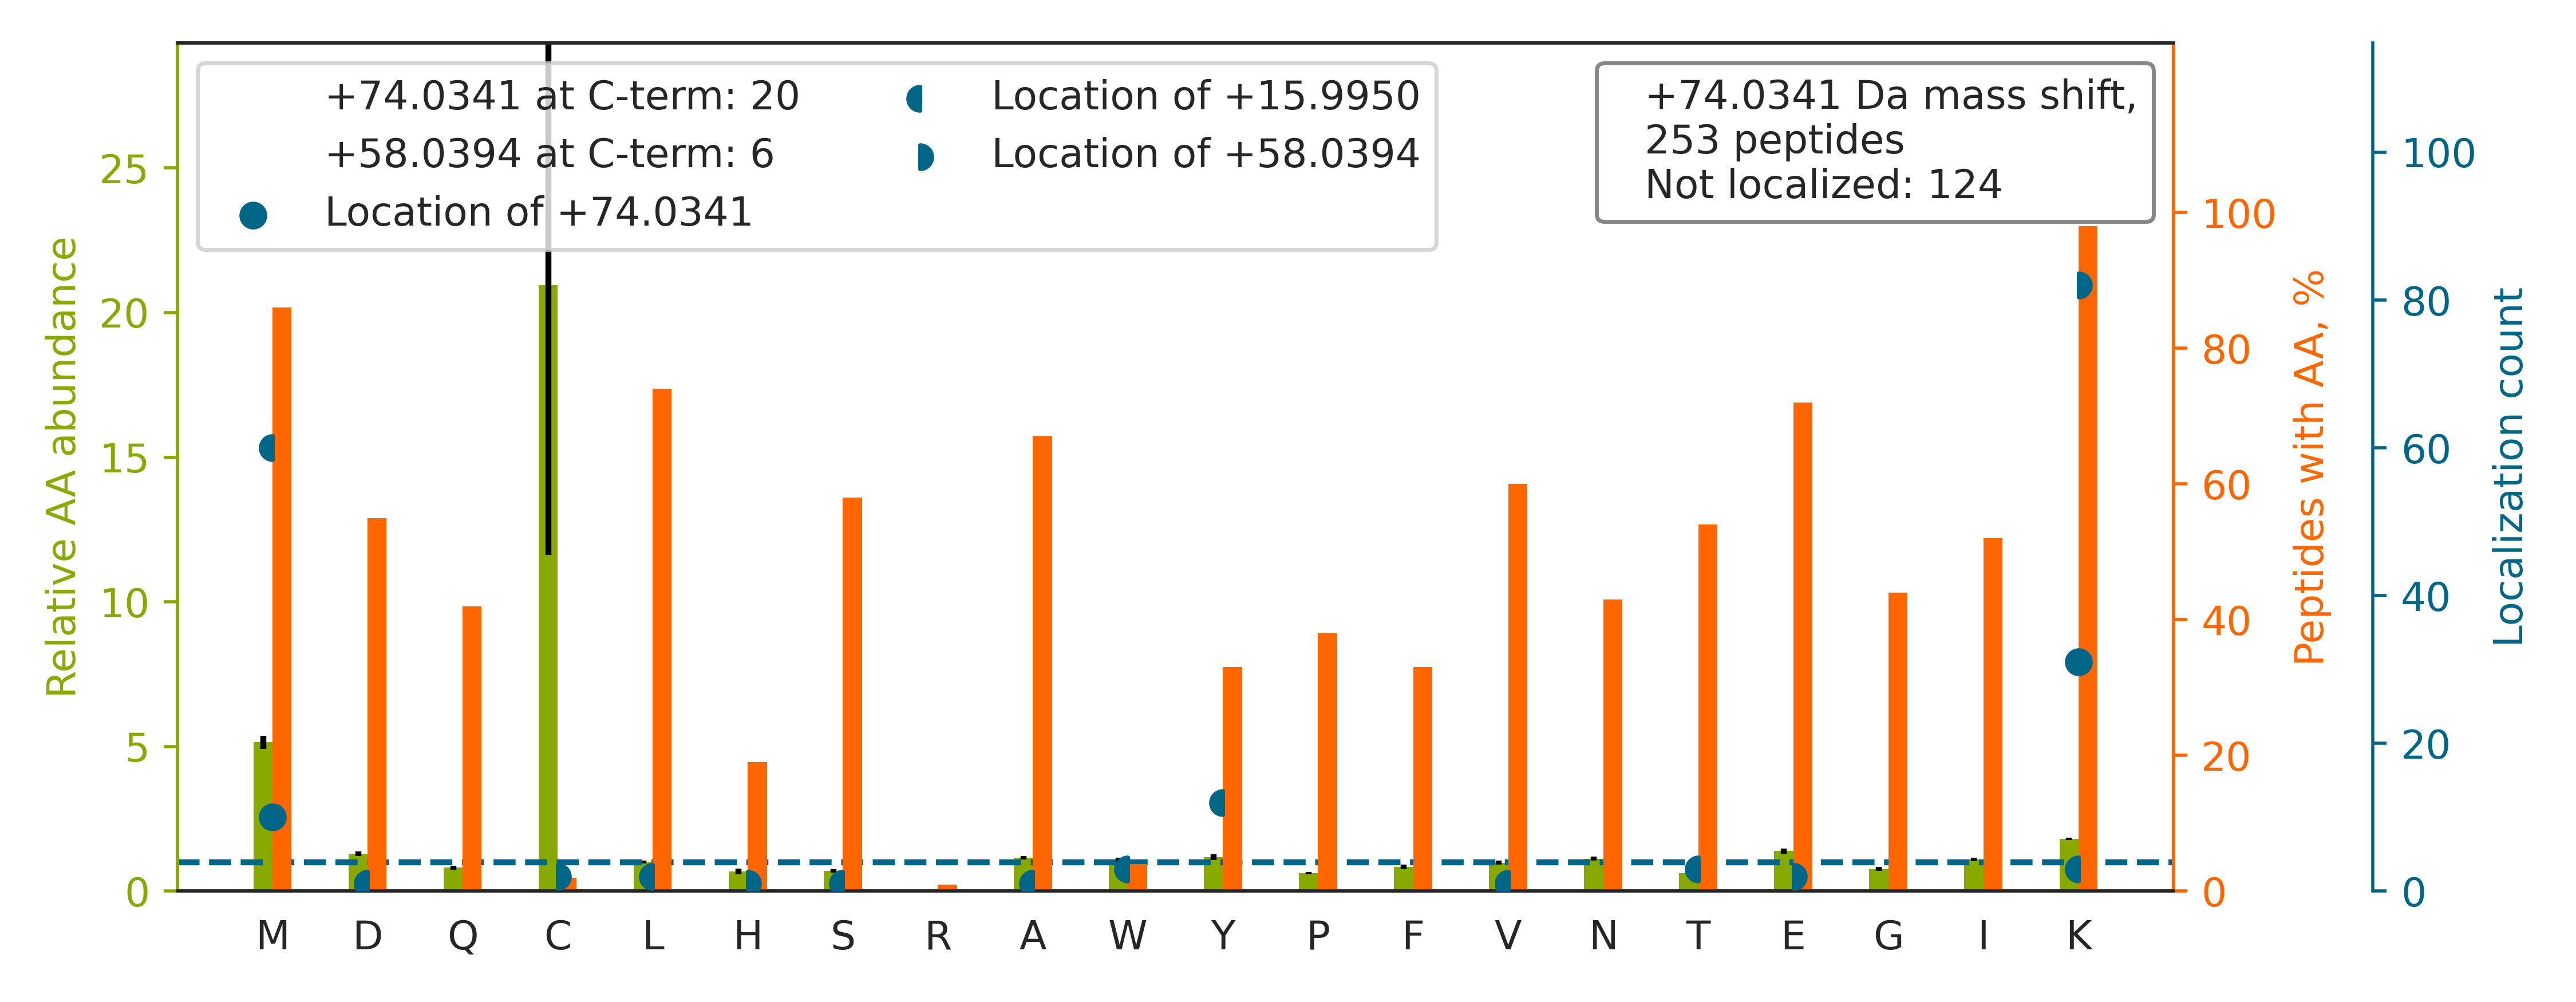 +74.0341 at C-term: 20
+58.0394 at C-term: 6
Location of +74.0341
Location of +15.9950
Location of +58.0394
+74.0341 Da mass shift,
253 peptides
Not localized: 124
Relative AA abundance
25
20
15
10
5
0
100
80
60
40
20
0
Peptides with AA, %
100
80
60
40
20
0
Localization count
M D Q C L H S R A W Y P F V N T E G I K